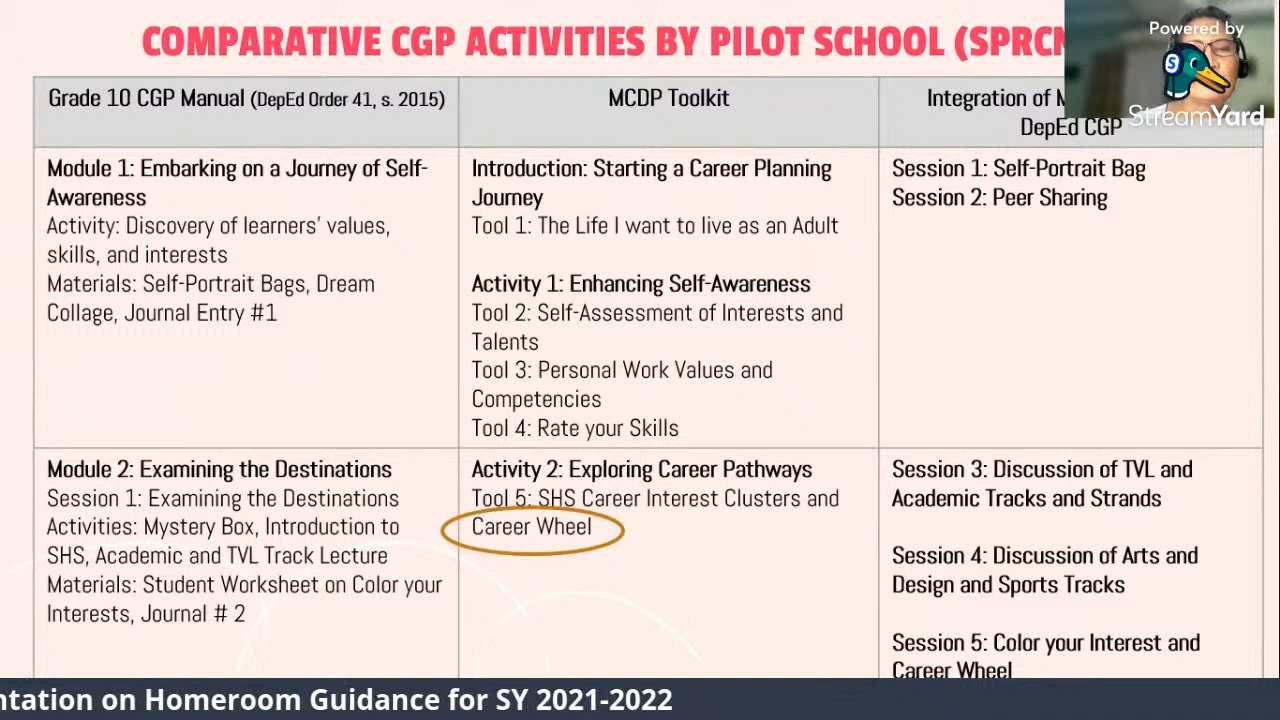 COMPARATIVE CGP ACTIVITIES BY PILOT SCHOOL (SPRCN
Powered by
S
StreamYard
Grade 10 CGP Manual (DepEd Order 41, s. 2015)
MCDP Toolkit
Integration of M
DepEd CGP
Module 1: Embarking on a Journey of Self-
Awareness
Activity: Discovery of learners' values,
skills, and interests
Materials: Self-Portrait Bags, Dream
Collage, Journal Entry #1
Introduction: Starting a Career Planning
Journey
Tool 1: The Life I want to live as an Adult
Activity 1: Enhancing Self-Awareness
Tool 2: Self-Assessment of Interests and
Talents
Tool 3: Personal Work Values and
Competencies
Tool 4: Rate your Skills
Session 1: Self-Portrait Bag
Session 2: Peer Sharing
Module 2: Examining the Destinations
Session 1: Examining the Destinations
Activities: Mystery Box, Introduction to
SHS, Academic and TVL Track Lecture
Materials: Student Worksheet on Color your
Interests, Journal # 2
Activity 2: Exploring Career Pathways
Tool 5: SHS Career Interest Clusters and
Career Wheel
Session 3: Discussion of TVL and
Academic Tracks and Strands
Session 4: Discussion of Arts and
Design and Sports Tracks
Session 5: Color your Interest and
Career Wheel
ntation on Homeroom Guidance for SY 2021-2022